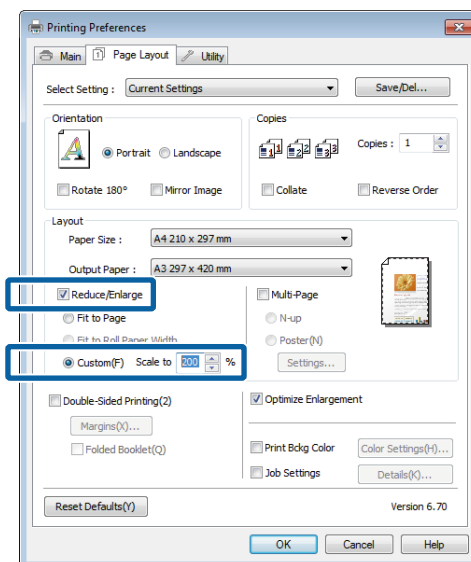 Printing Preferences
Main
Page Layout
Utility
Select Setting : Current Settings Save/Del...
Orientation
Portrait Landscape
Rotate 180° Mirror Image
Copies
Copies : 1
Collate Reverse Order
Layout
Paper Size : A4 210 x 297 mm
Output Paper : A3 297 x 420 mm
Reduce/Enlarge
Fit to Page
Fit to Roll Paper Width
Custom(F) Scale to 200 %
Multi-Page
N-up
Poster(N)
Settings...
Double-Sided Printing(2)
Margins(X)...
Folded Booklet(Q)
Optimize Enlargement
Print Bckg Color Color Settings(H)...
Job Settings Details(K)...
Reset Defaults(Y) Version 6.70
OK Cancel Help